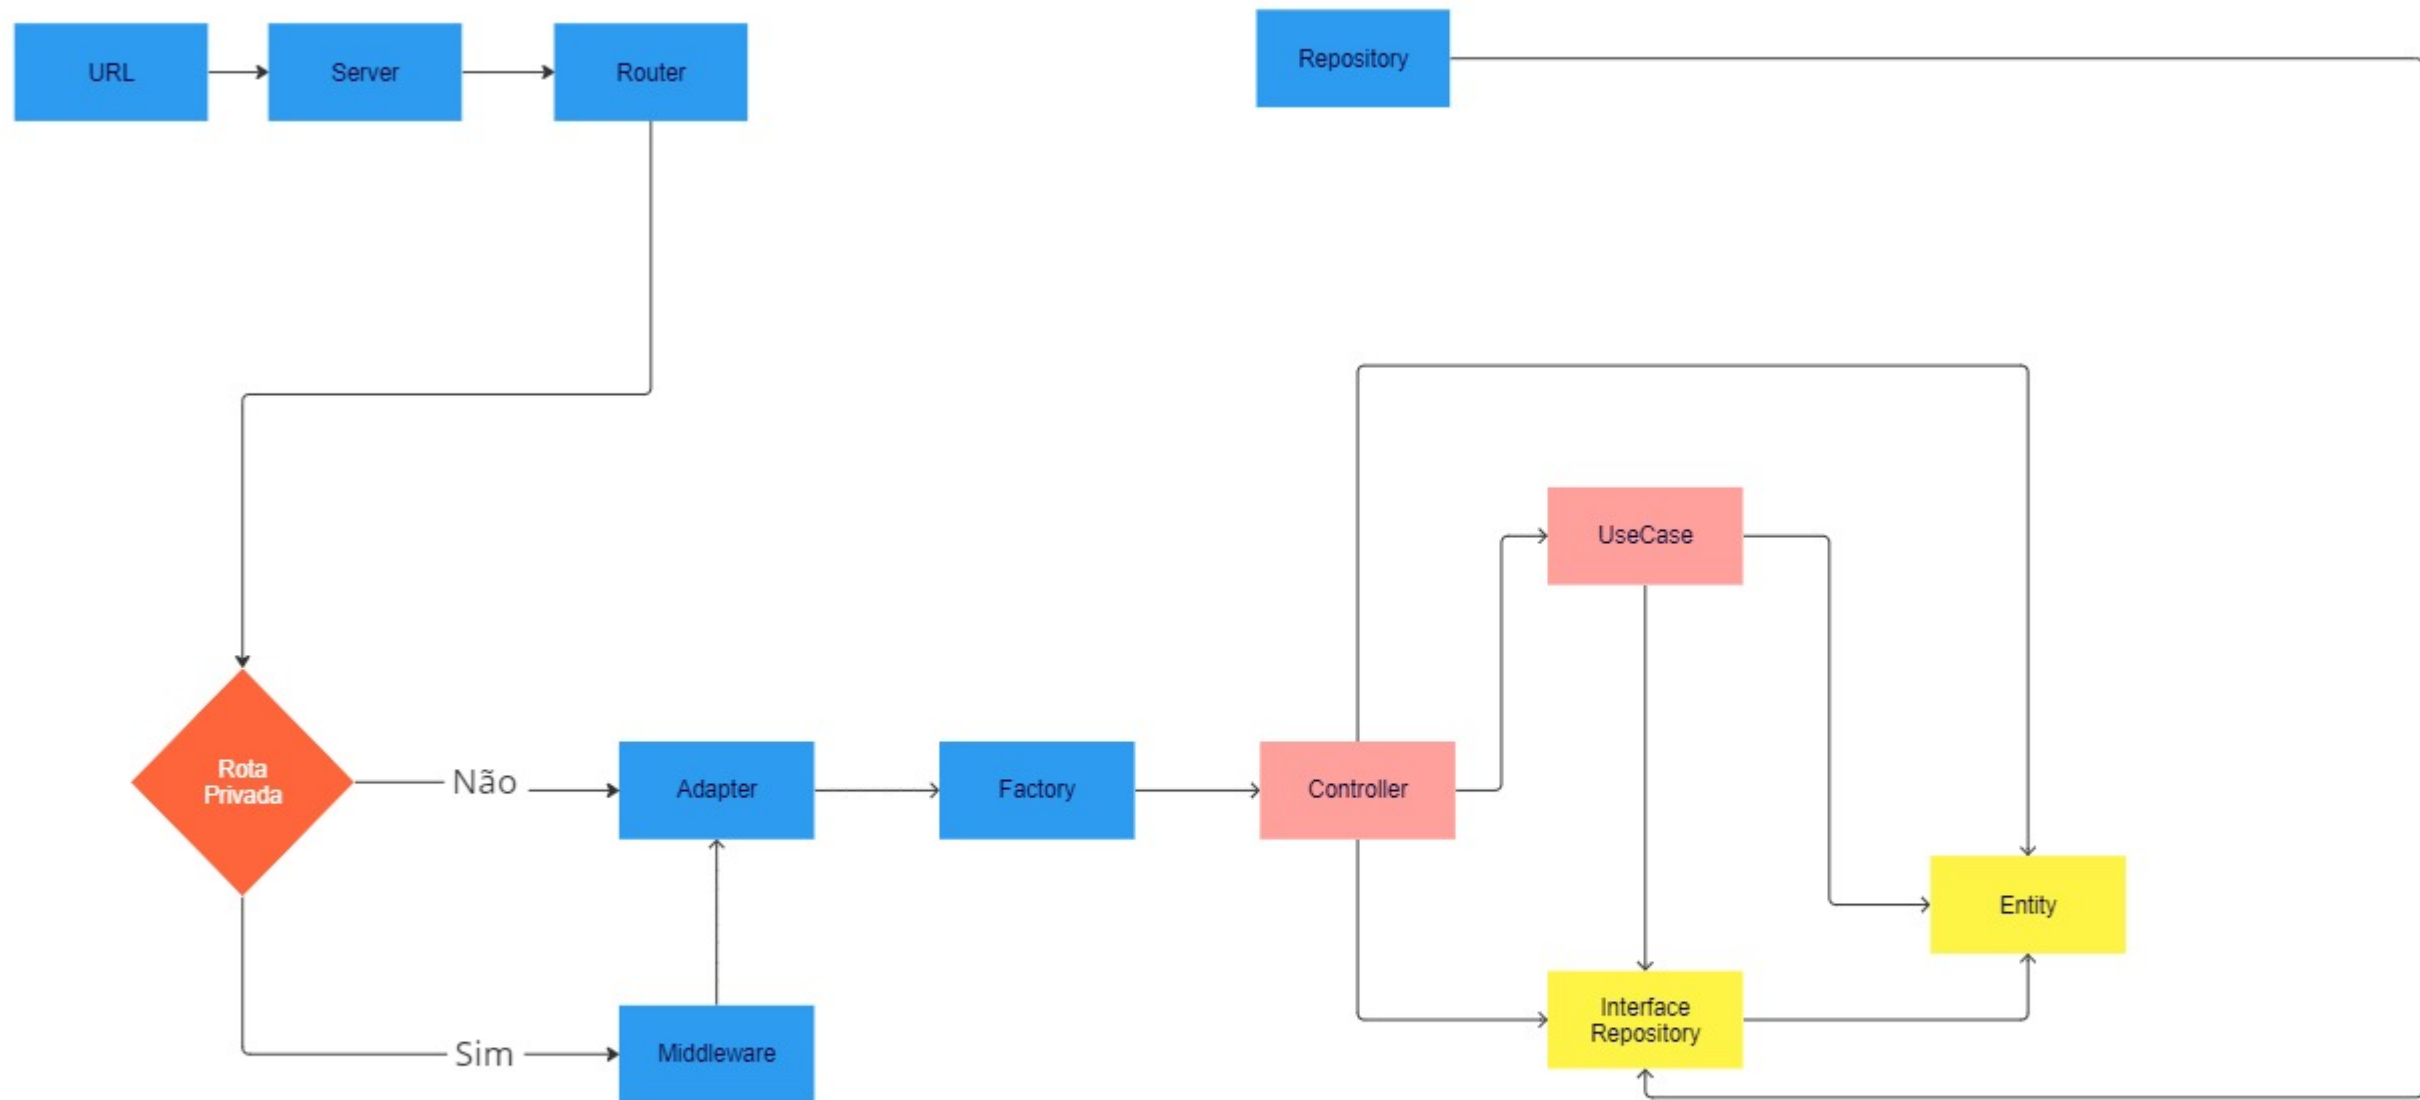 URL
Server
Router
Repository
UseCase
Rota
Privada
Não
Adapter
Factory
Controller
Entity
Interface
Repository
Sim
Middleware